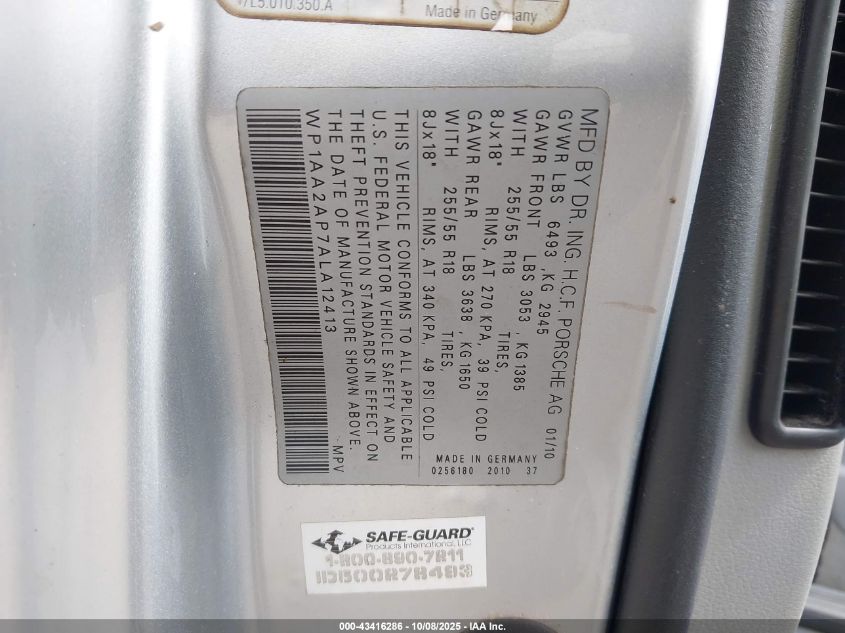 7L5.010.350.A
Made in Germany
MFD BY DR. ING. H.C.F. PORSCHE AG 01/10
GVWR LBS 6493 ,KG 2945
GAWR FRONT LBS 3053 , KG 1385
WITH 255/55 R18 TIRES,
8Jx18" RIMS, AT 270 KPA, 39 PSI COLD
GAWR REAR LBS 3638 , KG 1650
WITH 255/55 R18 TIRES,
8Jx18" RIMS, AT 340 KPA, 49 PSI COLD
THIS VEHICLE CONFORMS TO ALL APPLICABLE
U.S. FEDERAL MOTOR VEHICLE SAFETY AND
THEFT PREVENTION STANDARDS IN EFFECT ON
THE DATE OF MANUFACTURE SHOWN ABOVE.
WP1AA2AP7ALA12413 MPV
MADE IN GERMANY
0256180 2010 37
SAFE-GUARD®
Products International, LLC
1-800-890-7211
000-43416286 - 10/08/2025 - IAA Inc.